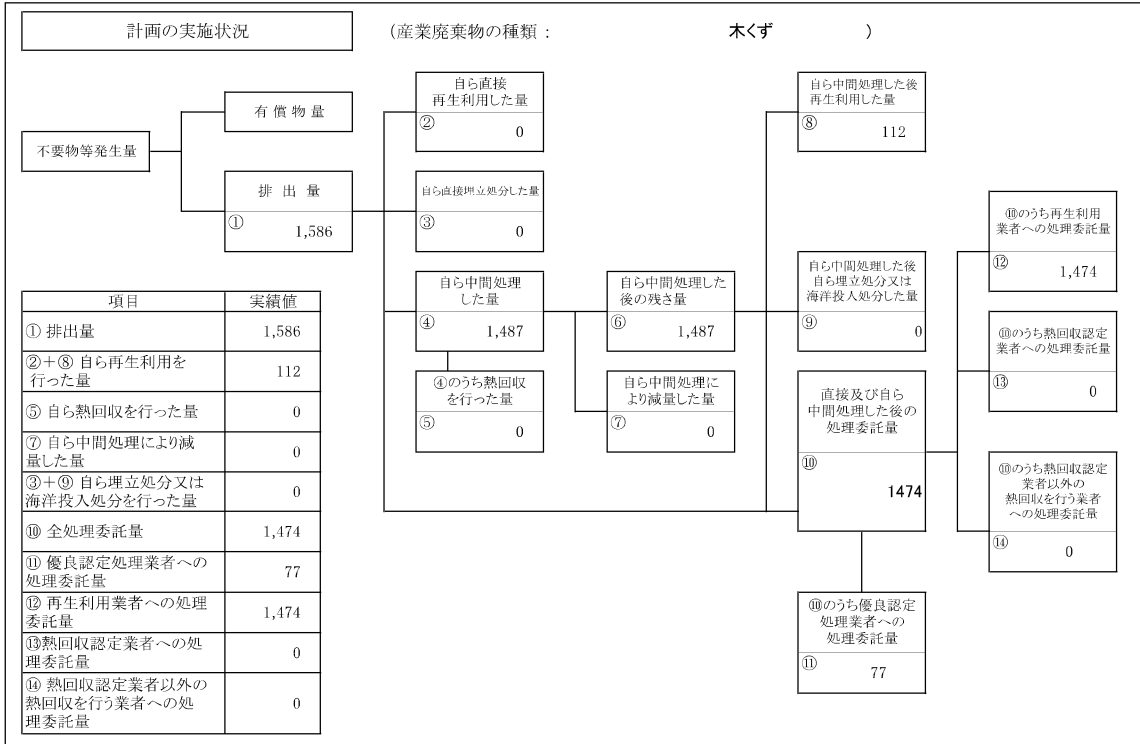 計画の実施状況
(産業廃棄物の種類： 木くず )
不要物等発生量
有償物量
排出量
① 1,586
自ら直接
再生利用した量
② 0
自ら直接埋立処分した量
③ 0
自ら中間処理
した量
④ 1,487
④のうち熱回収
を行った量
⑤ 0
自ら中間処理した
後の残さ量
⑥ 1,487
自ら中間処理に
より減量した量
⑦ 0
自ら中間処理した後
再生利用した量
⑧ 112
自ら中間処理した後
自ら埋立処分又は
海洋投入処分した量
⑨ 0
直接及び自ら
中間処理した後の
処理委託量
⑩
1474
⑩のうち優良認定
処理業者への
処理委託量
⑪ 77
⑩のうち再生利用
業者への処理委託量
⑫ 1,474
⑩のうち熱回収認定
業者への処理委託量
⑬ 0
⑩のうち熱回収認定
業者以外の
熱回収を行う業者
への処理委託量
⑭ 0
項目 実績値
① 排出量 1,586
②＋⑧ 自ら再生利用を
行った量 112
⑤ 自ら熱回収を行った量 0
⑦ 自ら中間処理により減
量した量 0
③＋⑨ 自ら埋立処分又は
海洋投入処分を行った量 0
⑩ 全処理委託量 1,474
⑪ 優良認定処理業者への
処理委託量 77
⑫ 再生利用業者への処理
委託量 1,474
⑬熱回収認定業者への処
理委託量 0
⑭ 熱回収認定業者以外の
熱回収を行う業者への処
理委託量 0